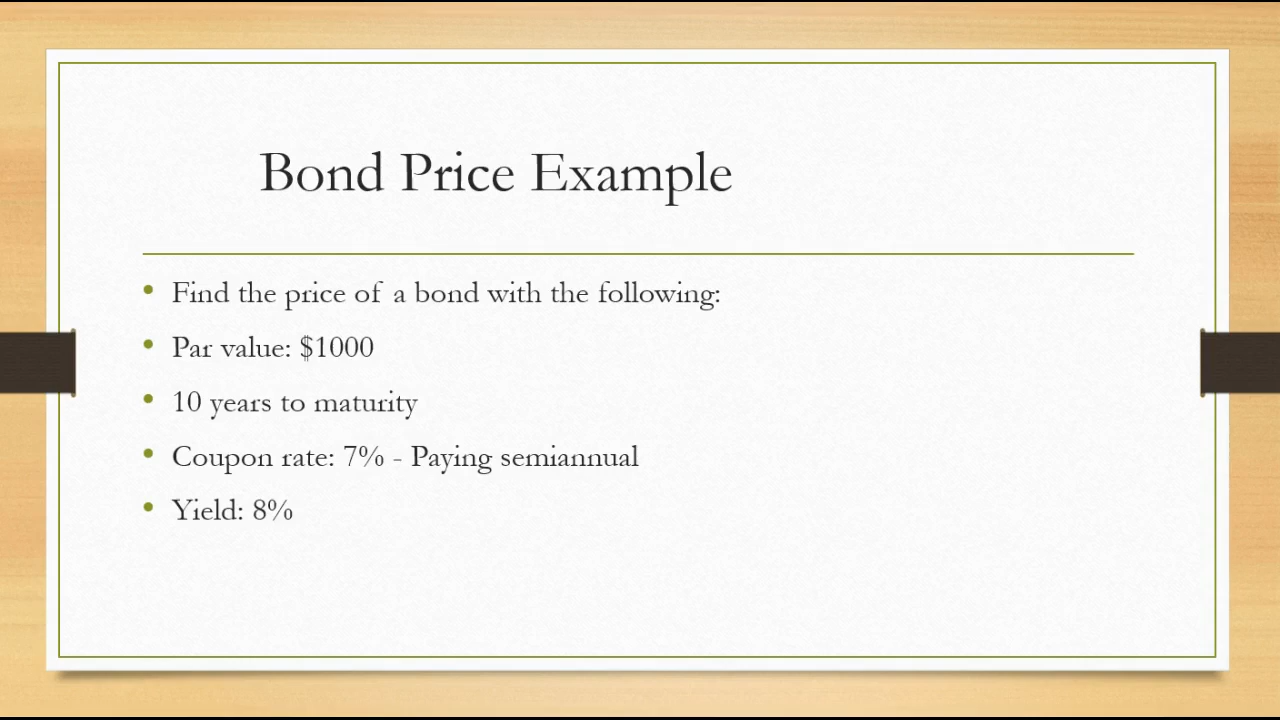 Bond Price Example
• Find the price of a bond with the following:
• Par value: $1000
• 10 years to maturity
• Coupon rate: 7% - Paying semiannual
• Yield: 8%